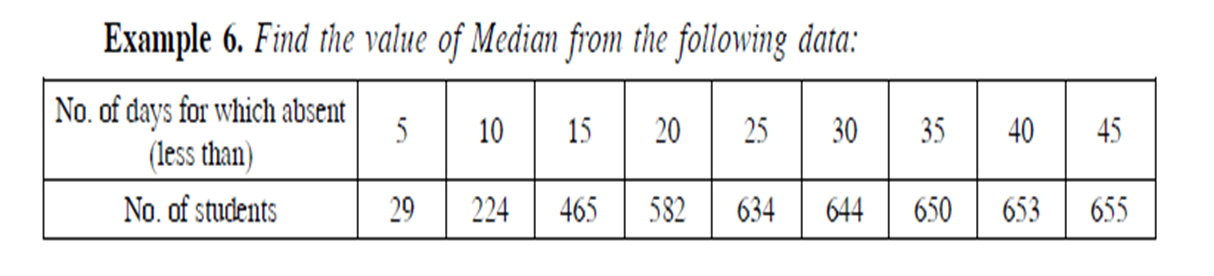 Example 6. Find the value of Median from the following data:
No. of days for which absent
(less than)
5 10 15 20 25 30 35 40 45
No. of students 29 224 465 582 634 644 650 653 655